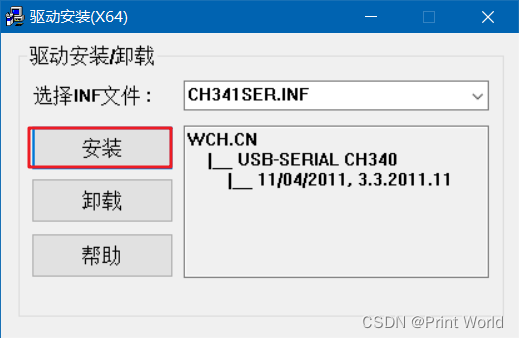 驱动安装(X64)
驱动安装/卸载
选择INF文件：
CH341SER.INF
安装
卸载
帮助
WCH.CN
|__ USB-SERIAL CH340
|__ 11/04/2011, 3.3.2011.11
CSDN @Print World